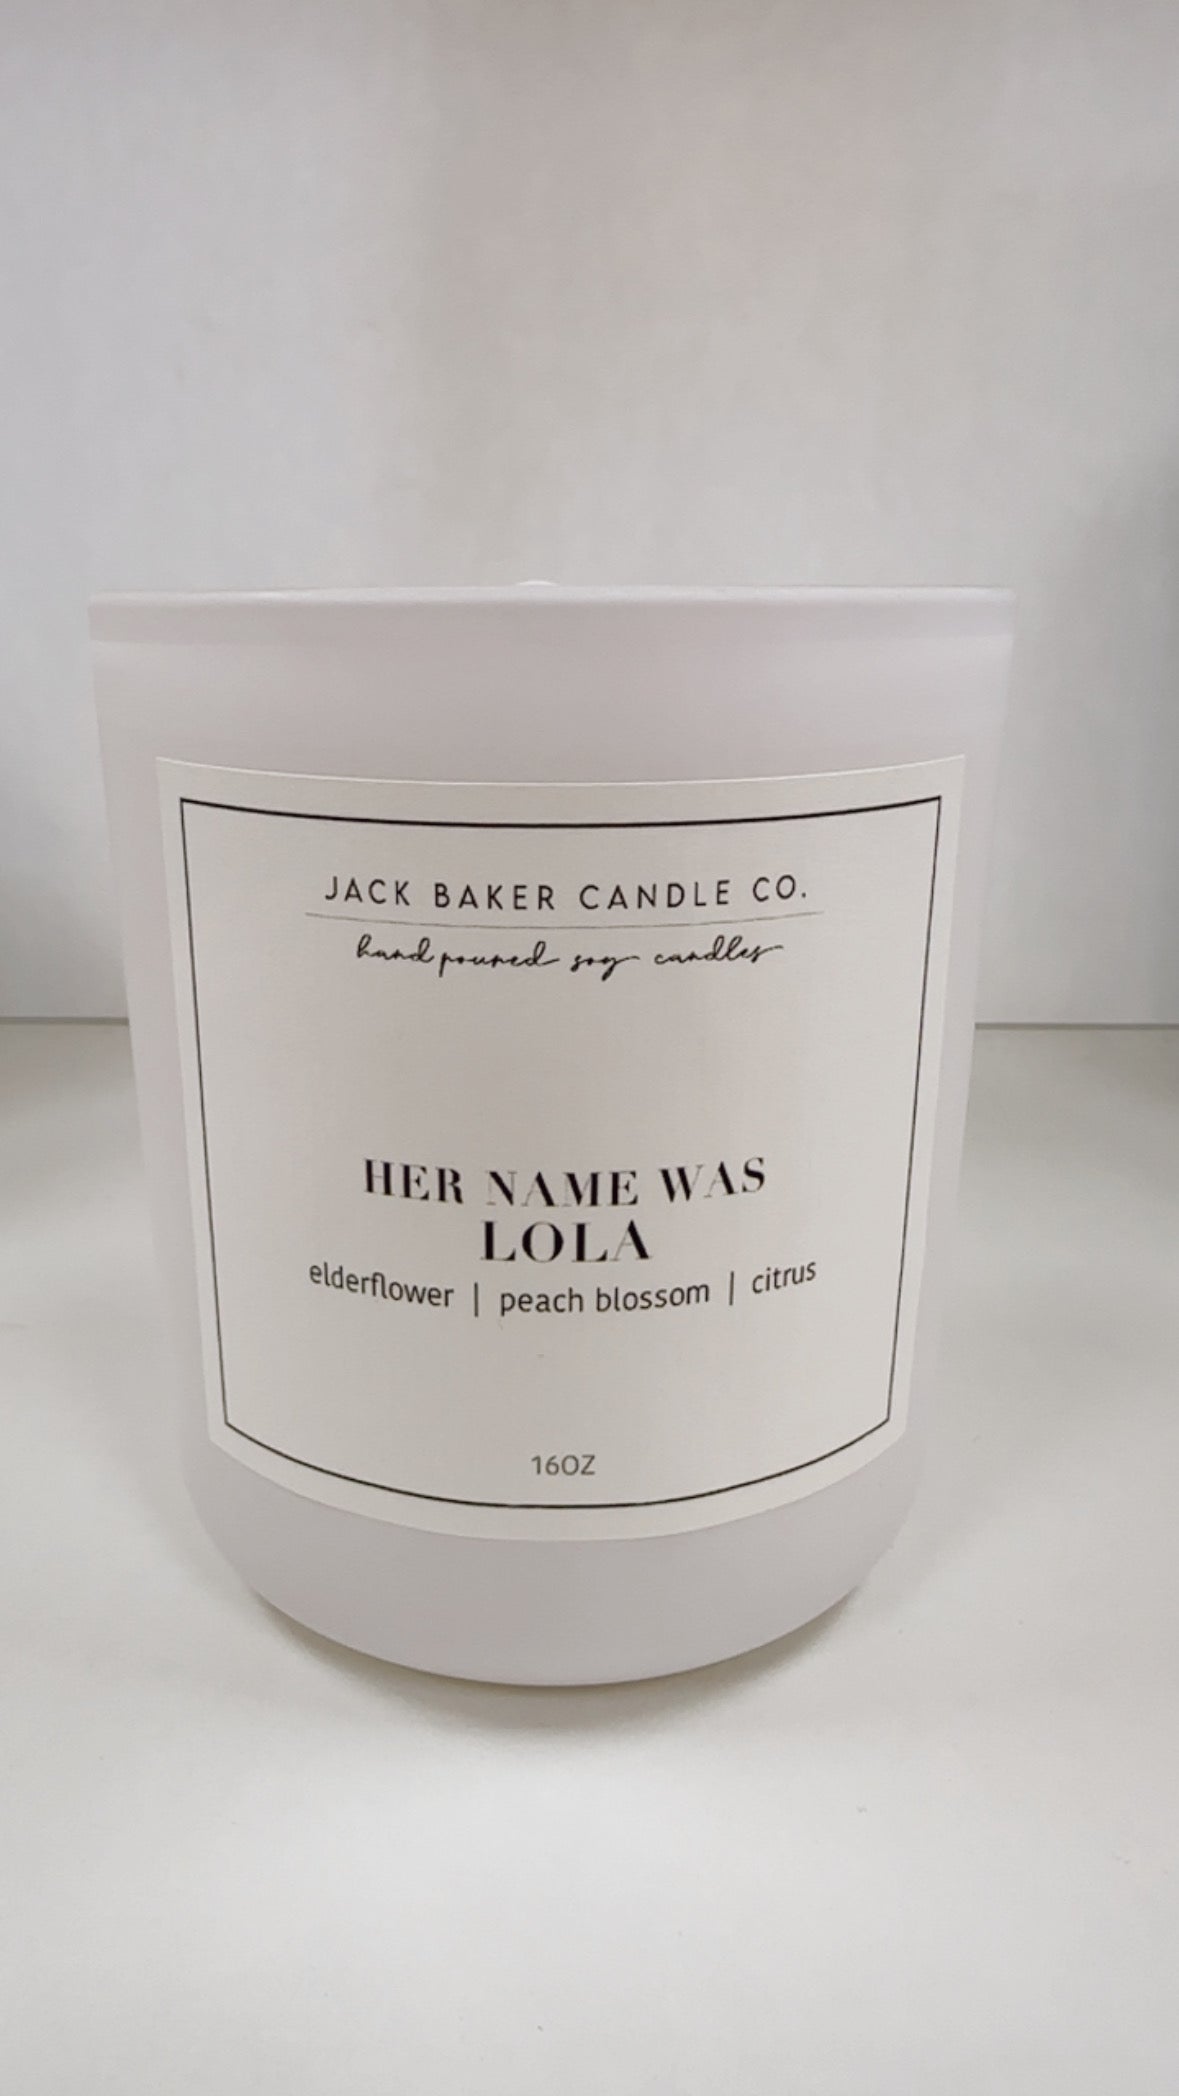 JACK BAKER CANDLE CO.
hand poured soy candles
HER NAME WAS
LOLA
elderflower | peach blossom | citrus
16OZ